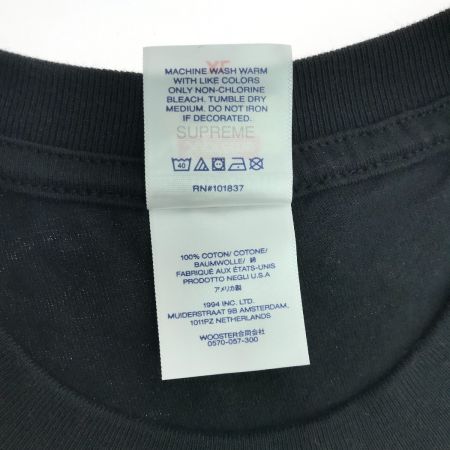 XL
MACHINE WASH WARM
WITH LIKE COLORS
ONLY NON-CHLORINE
BLEACH. TUMBLE DRY
MEDIUM. DO NOT IRON
IF DECORATED.
SUPREME
40
RN#101837
100% COTON/ COTONE/
BAUMWOLLE/ 綿
FABRIQUÉ AUX ÉTATS-UNIS
PRODOTTO NEGLI U.S.A
アメリカ製
1994 INC. LTD.
MUIDERSTRAAT 9B AMSTERDAM,
1011PZ NETHERLANDS
WOOSTER合同会社
0570-057-300